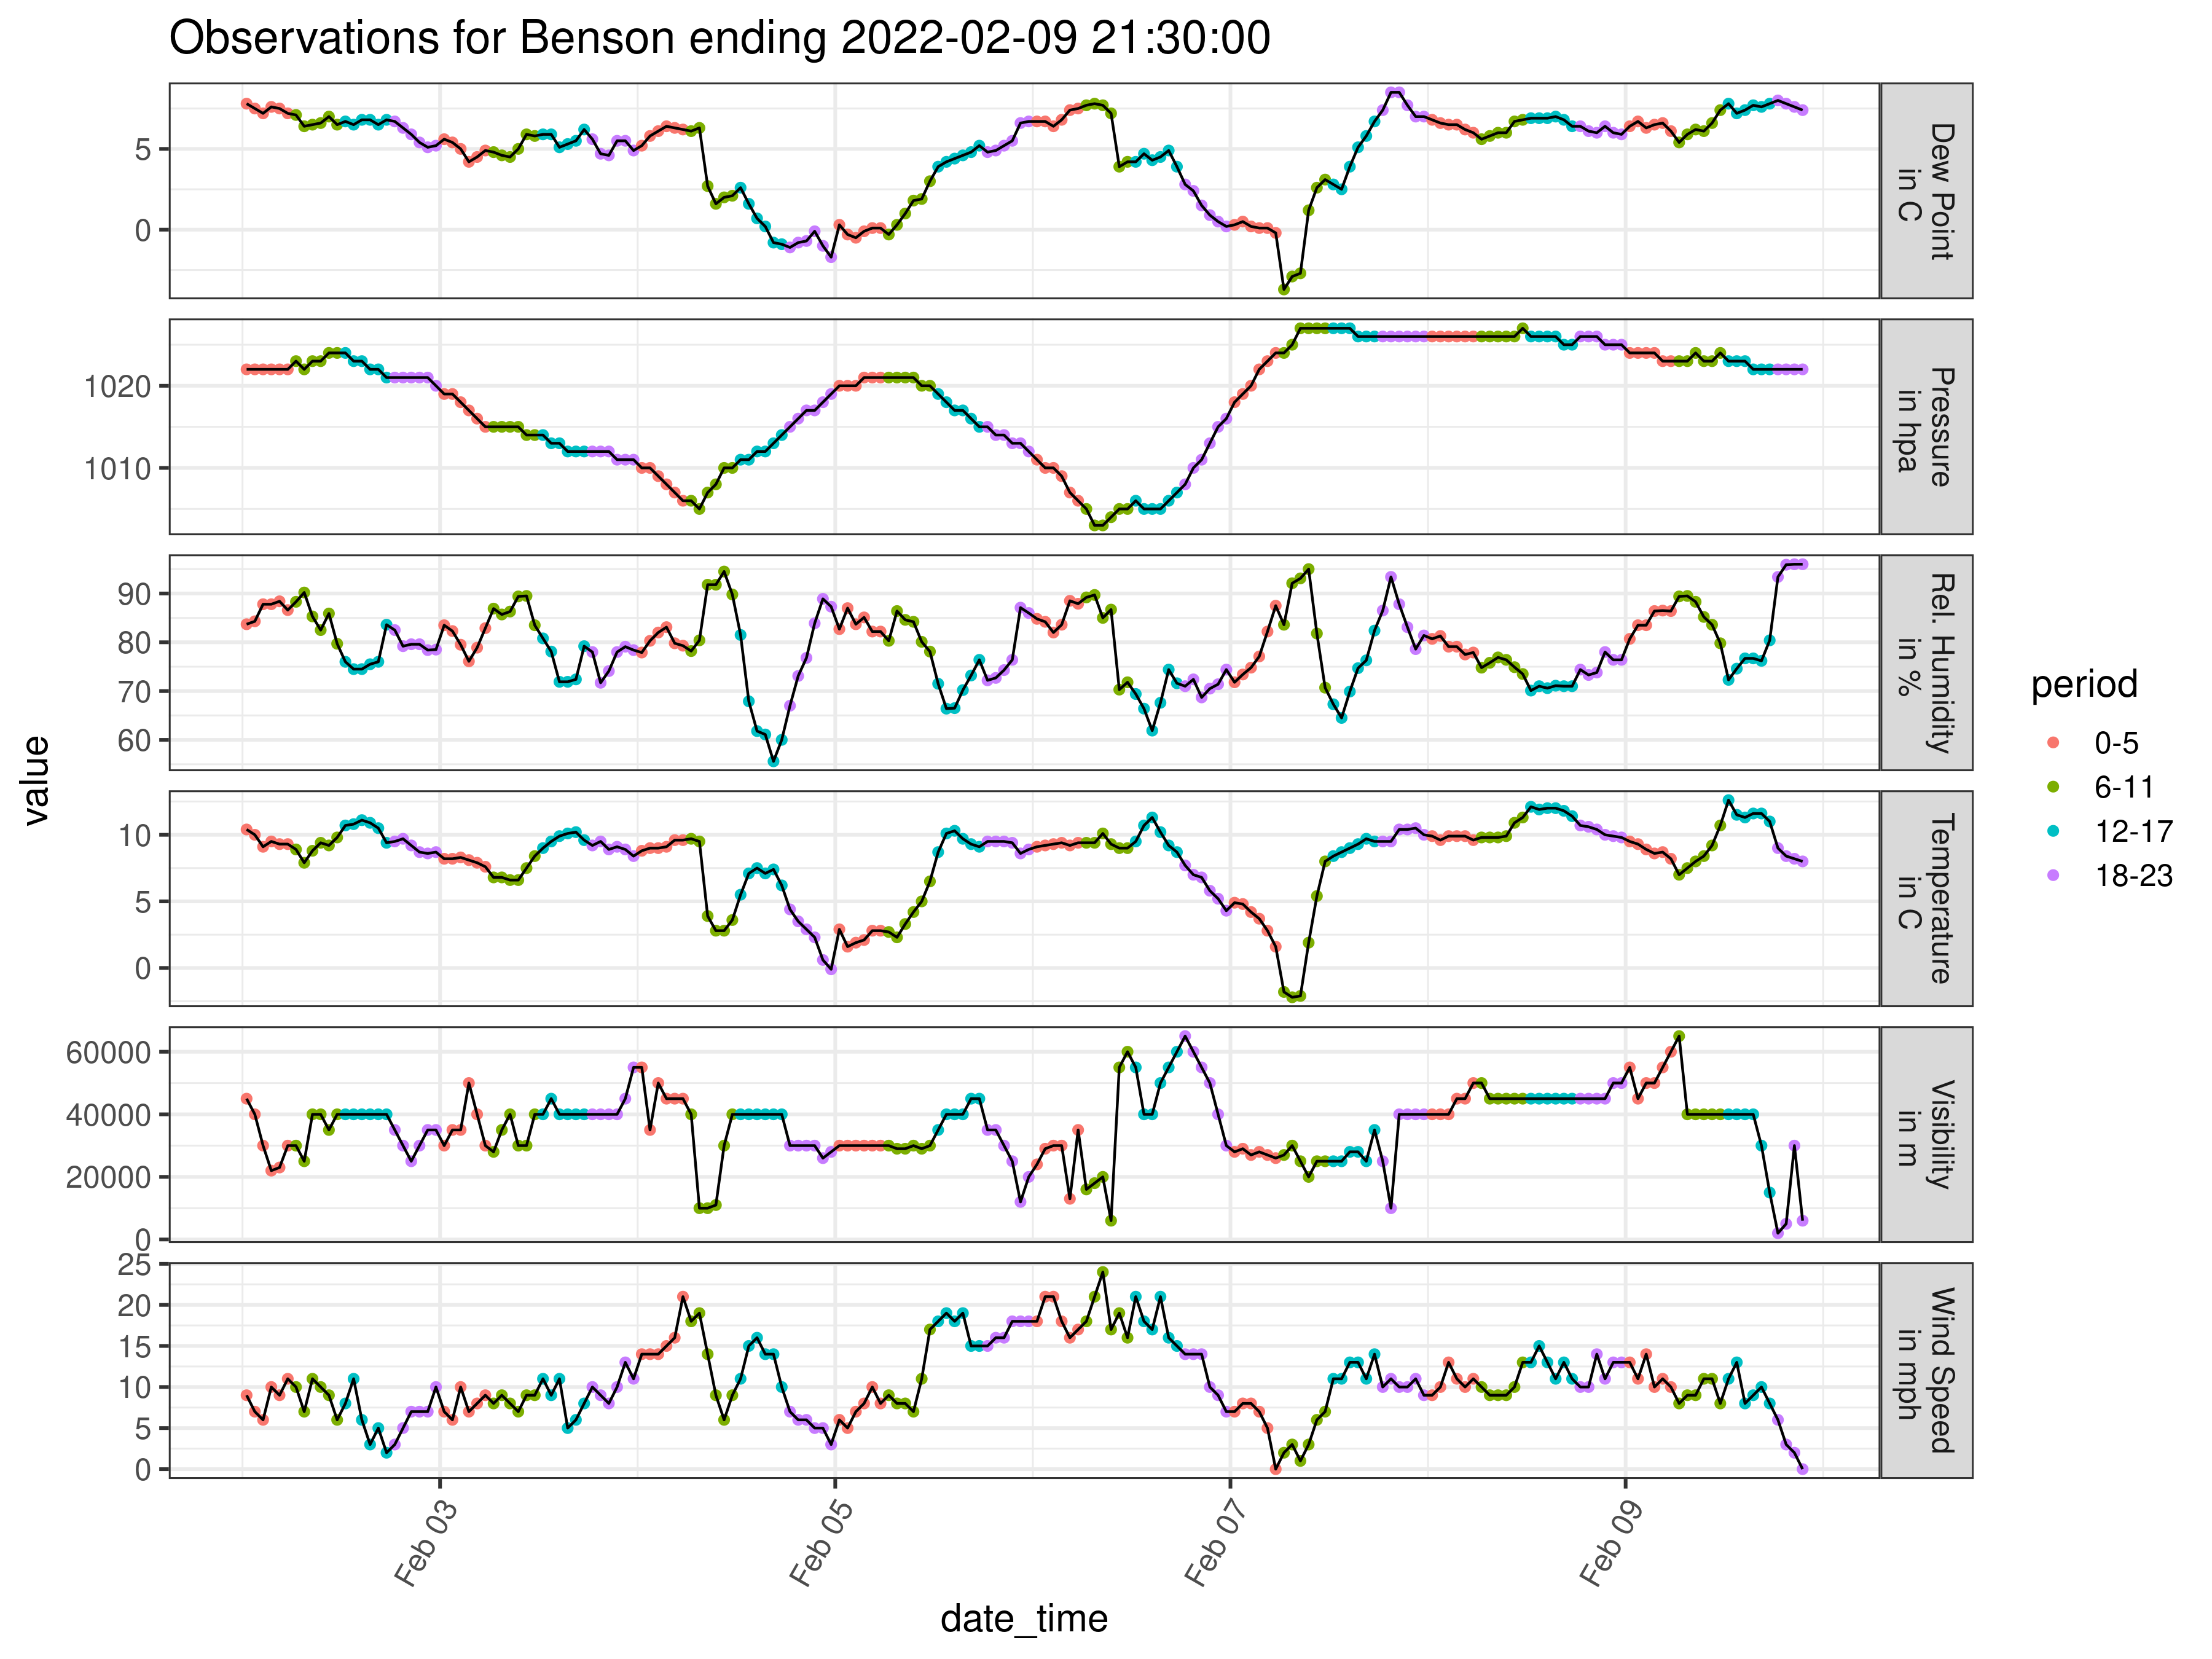 Observations for Benson ending 2022-02-09 21:30:00
value
5
0
Dew Point
in C
1020
1010
Pressure
in hpa
90
80
70
60
Rel. Humidity
in %
10
5
0
Temperature
in C
60000
40000
20000
0
Visibility
in m
25
20
15
10
5
0
Wind Speed
in mph
Feb 03
Feb 05
Feb 07
Feb 09
date_time
period
0-5
6-11
12-17
18-23